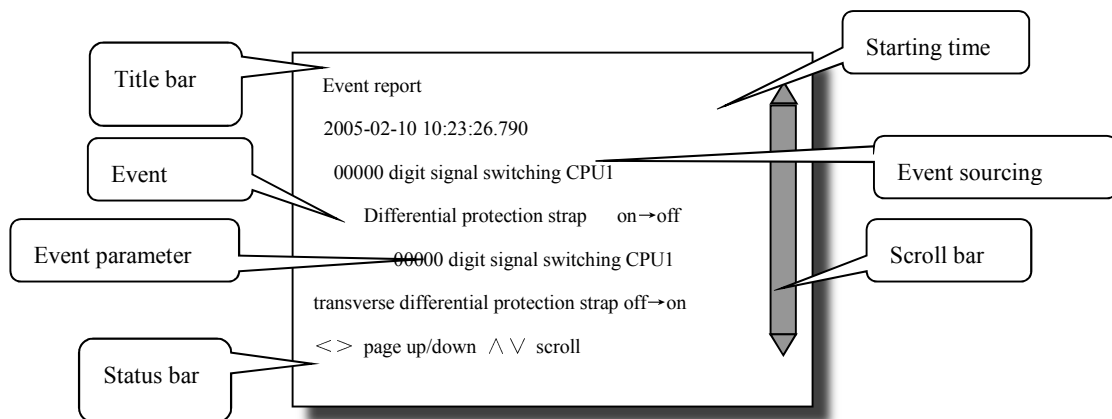 Title bar
Starting time
Event report
2005-02-10 10:23:26.790
Event
00000 digit signal switching CPU1
Event sourcing
Differential protection strap on→off
Event parameter
00000 digit signal switching CPU1
Scroll bar
transverse differential protection strap off→on
<> page up/down ∧∨ scroll
Status bar